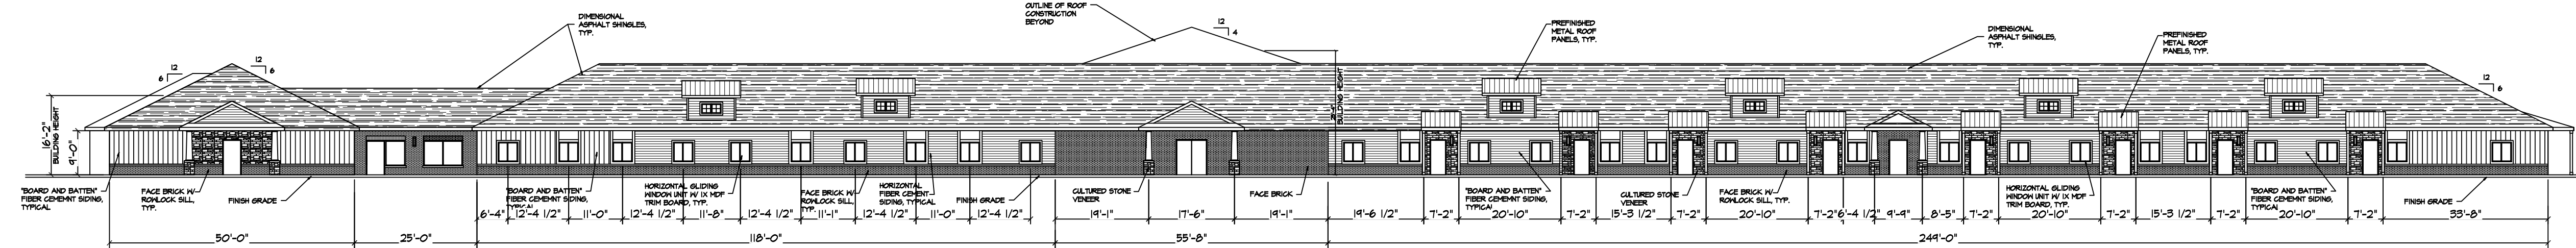 OUTLINE OF ROOF
CONSTRUCTION
BEYOND
DIMENSIONAL
ASPHALT SHINGLES,
TYP.
12
4
PREFINISHED
METAL ROOF
PANELS, TYP.
DIMENSIONAL
ASPHALT SHINGLES,
TYP.
PREFINISHED
METAL ROOF
PANELS, TYP.
12
6
12
6
12
6
16'-2"
BUILDING HEIGHT
9'-0"
BUILDING HEIGHT
"BOARD AND BATTEN"
FIBER CEMEMNT SIDING,
TYPICAL
FACE BRICK W/
ROWLOCK SILL,
TYP.
FINISH GRADE
"BOARD AND BATTEN"
FIBER CEMEMNT SIDING,
TYPICAL
HORIZONTAL GLIDING
WINDOW UNIT W/ 1X MDF
TRIM BOARD, TYP.
FACE BRICK W/
ROWLOCK SILL,
TYP.
HORIZONTAL
FIBER CEMENT
SIDING, TYPICAL
FINISH GRADE
CULTURED STONE
VENEER
FACE BRICK
"BOARD AND BATTEN"
FIBER CEMEMNT SIDING,
TYPICAL
CULTURED STONE
VENEER
FACE BRICK W/
ROWLOCK SILL, TYP.
HORIZONTAL GLIDING
WINDOW UNIT W/ 1X MDF
TRIM BOARD, TYP.
"BOARD AND BATTEN"
FIBER CEMEMNT SIDING,
TYPICAL
FINISH GRADE
6'-4" 12'-4 1/2" 11'-0" 12'-4 1/2" 11'-8" 12'-4 1/2" 11'-1" 12'-4 1/2" 11'-0" 12'-4 1/2" 19'-1" 17'-6" 19'-1" 19'-6 1/2" 7'-2" 20'-10" 7'-2" 15'-3 1/2" 7'-2" 20'-10" 7'-2" 6'-4 1/2" 9'-9" 8'-5" 7'-2" 20'-10" 7'-2" 15'-3 1/2" 7'-2" 20'-10" 7'-2" 33'-8"
50'-0" 25'-0" 118'-0" 55'-8" 249'-0"